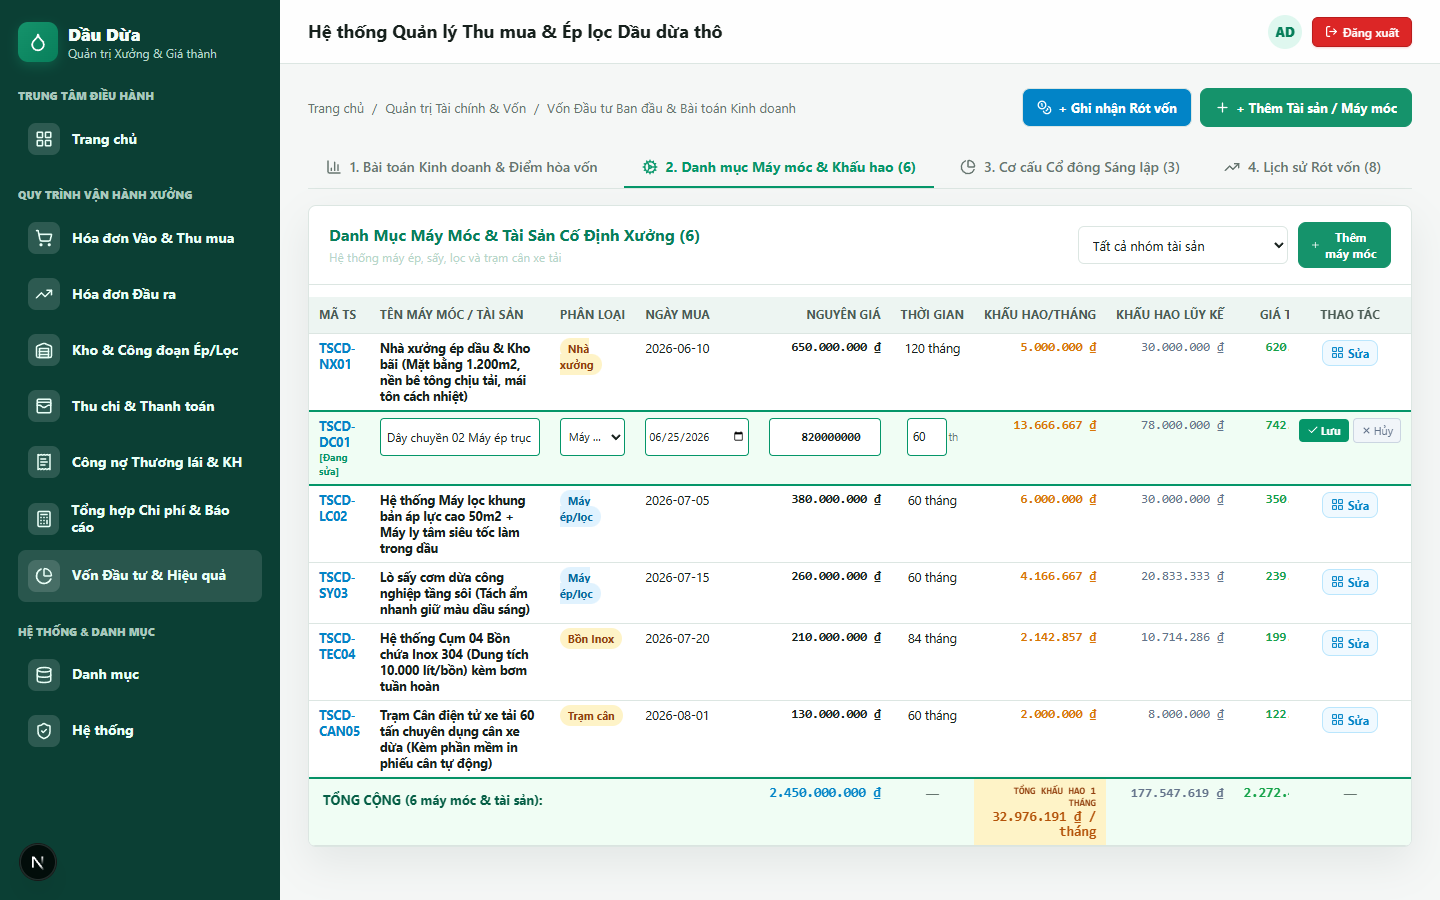 Dầu Dừa
Quản trị Xưởng & Giá thành
TRUNG TÂM ĐIỀU HÀNH
Trang chủ
QUY TRÌNH VẬN HÀNH XƯỞNG
Hóa đơn Vào & Thu mua
Hóa đơn Đầu ra
Kho & Công đoạn Ép/Lọc
Thu chi & Thanh toán
Công nợ Thương lái & KH
Tổng hợp Chi phí & Báo
cáo
Vốn Đầu tư & Hiệu quả
HỆ THỐNG & DANH MỤC
Danh mục
Hệ thống
N
Hệ thống Quản lý Thu mua & Ép lọc Dầu dừa thô
AD
Đăng xuất
Trang chủ / Quản trị Tài chính & Vốn / Vốn Đầu tư Ban đầu & Bài toán Kinh doanh
+ Ghi nhận Rót vốn
+ + Thêm Tài sản / Máy móc
1. Bài toán Kinh doanh & Điểm hòa vốn
2. Danh mục Máy móc & Khấu hao (6)
3. Cơ cấu Cổ đông Sáng lập (3)
4. Lịch sử Rót vốn (8)
Danh Mục Máy Móc & Tài Sản Cố Định Xưởng (6)
Hệ thống máy ép, sấy, lọc và trạm cân xe tải
Tất cả nhóm tài sản
+ Thêm
máy móc
MÃ TS TÊN MÁY MÓC / TÀI SẢN PHÂN LOẠI NGÀY MUA NGUYÊN GIÁ THỜI GIAN KHẤU HAO/THÁNG KHẤU HAO LŨY KẾ GIÁ T THAO TÁC
TSCD-
NX01
Nhà xưởng ép dầu & Kho
bãi (Mặt bằng 1.200m2,
nền bê tông chịu tải, mái
tôn cách nhiệt)
Nhà
xưởng
2026-06-10 650.000.000 ₫ 120 tháng 5.000.000 ₫ 30.000.000 ₫ 620 Sửa
TSCD-
DC01
[Đang
sửa]
Dây chuyền 02 Máy ép trục Máy ... 06/25/2026 820000000 60 th 13.666.667 ₫ 78.000.000 ₫ 742 Lưu × Hủy
TSCD-
LC02
Hệ thống Máy lọc khung
bản áp lực cao 50m2 +
Máy ly tâm siêu tốc làm
trong dầu
Máy
ép/lọc
2026-07-05 380.000.000 ₫ 60 tháng 6.000.000 ₫ 30.000.000 ₫ 350 Sửa
TSCD-
SY03
Lò sấy cơm dừa công
nghiệp tầng sôi (Tách ẩm
nhanh giữ màu dầu sáng)
Máy
ép/lọc
2026-07-15 260.000.000 ₫ 60 tháng 4.166.667 ₫ 20.833.333 ₫ 239 Sửa
TSCD-
TEC04
Hệ thống Cụm 04 Bồn
chứa Inox 304 (Dung tích
10.000 lít/bồn) kèm bơm
tuần hoàn
Bồn Inox
2026-07-20 210.000.000 ₫ 84 tháng 2.142.857 ₫ 10.714.286 ₫ 199 Sửa
TSCD-
CAN05
Trạm Cân điện tử xe tải 60
tấn chuyên dụng cân xe
dừa (Kèm phần mềm in
phiếu cân tự động)
Trạm cân
2026-08-01 130.000.000 ₫ 60 tháng 2.000.000 ₫ 8.000.000 ₫ 122 Sửa
TỔNG CỘNG (6 máy móc & tài sản): 2.450.000.000 ₫ —
TỔNG KHẤU HAO 1
THÁNG
32.976.191 ₫ /
tháng
177.547.619 ₫ 2.272. —